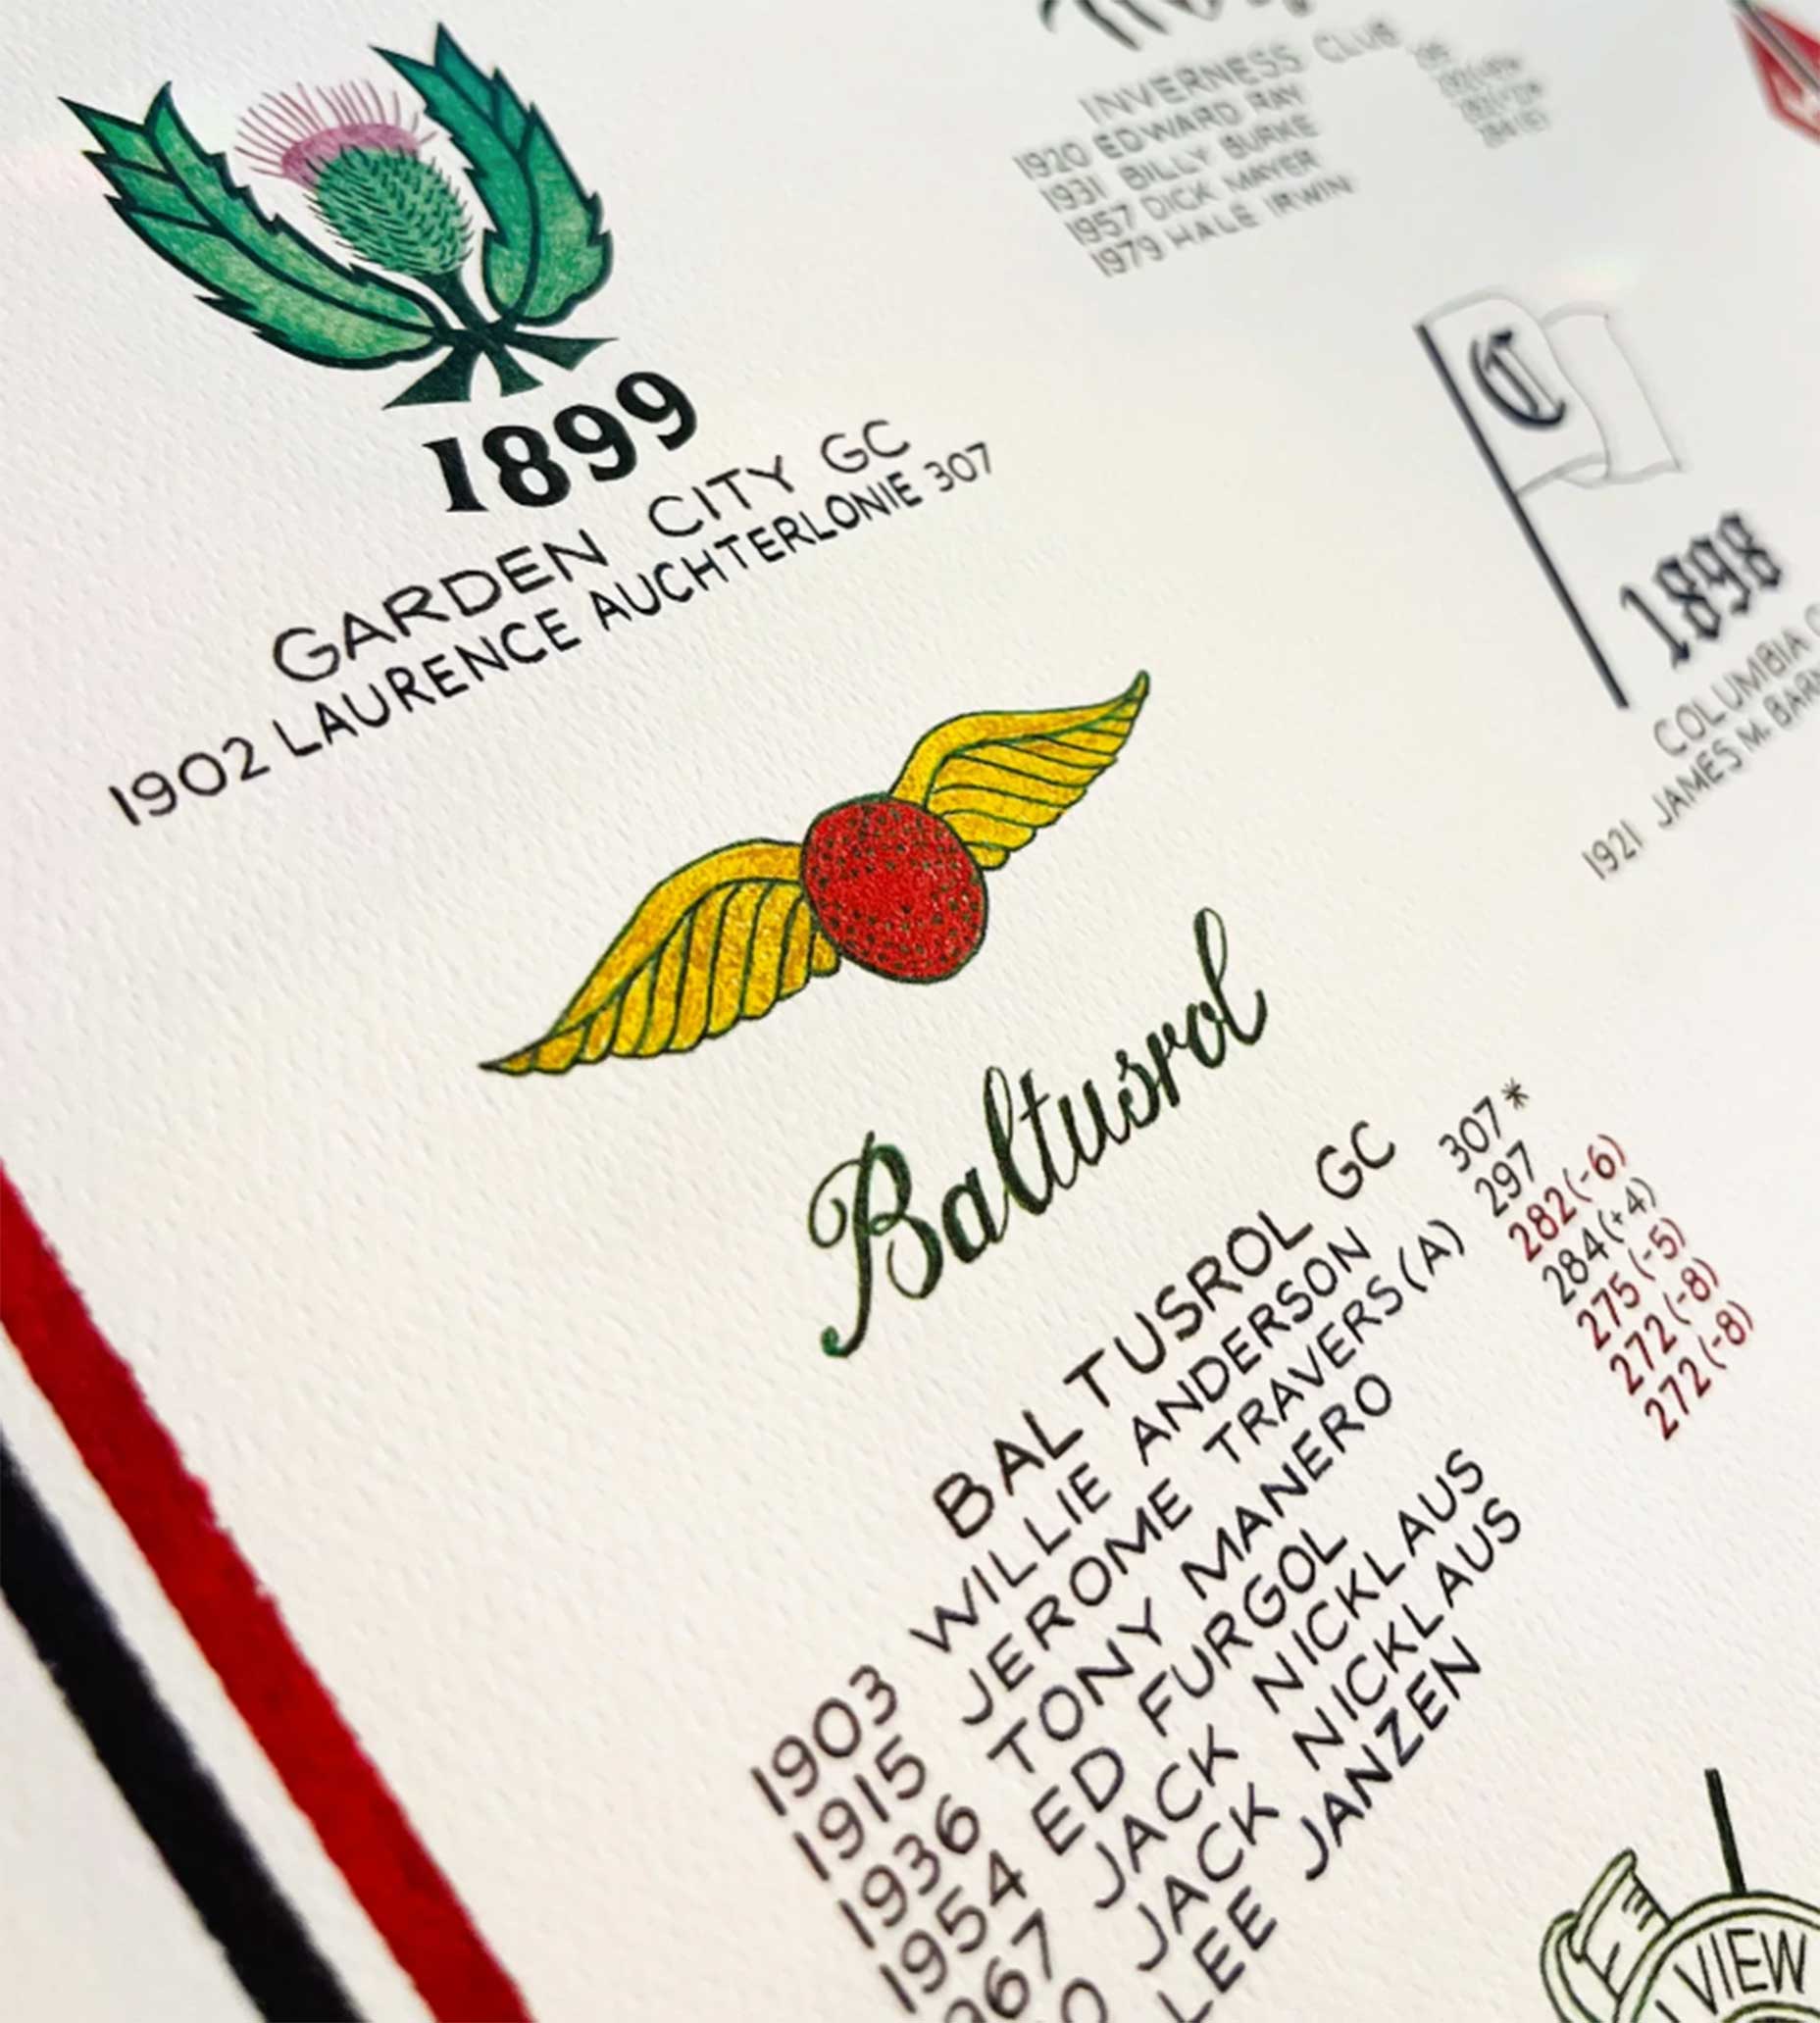 1899
GARDEN CITY GC
1902 LAURENCE AUCHTERLONIE 307
INVERNESS CLUB
1920 EDWARD RAY
1931 BILLY BURKE
1957 DICK MAYER
1979 HALE IRWIN
C
1898
COLUMBIA
1921 JAMES M.
Baltusrol
BALTUSROL GC
1903 WILLIE ANDERSON 307*
1915 JEROME TRAVERS (A) 297
1936 TONY MANERO 282 (-6)
1954 ED FURGOL 284 (+4)
967 JACK NICKLAUS 275 (-5)
0 JACK NICKLAUS 272 (-8)
LEE JANZEN 272 (-8)
VIEW